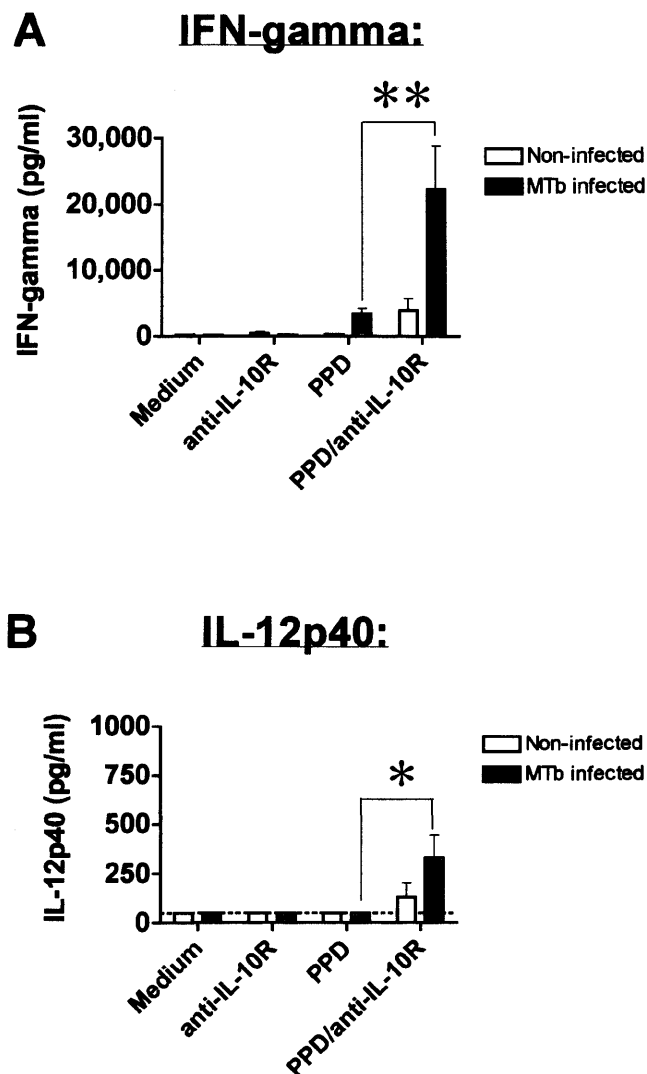 A
IFN-gamma:
**
IFN-gamma (pg/ml)
30,000
20,000
10,000
0
Non-infected
MTb infected
Medium
anti-IL-10R
PPD
PPD/anti-IL-10R
B
IL-12p40:
*
IL-12p40 (pg/ml)
1000
750
500
250
0
Non-infected
MTb infected
Medium
anti-IL-10R
PPD
PPD/anti-IL-10R